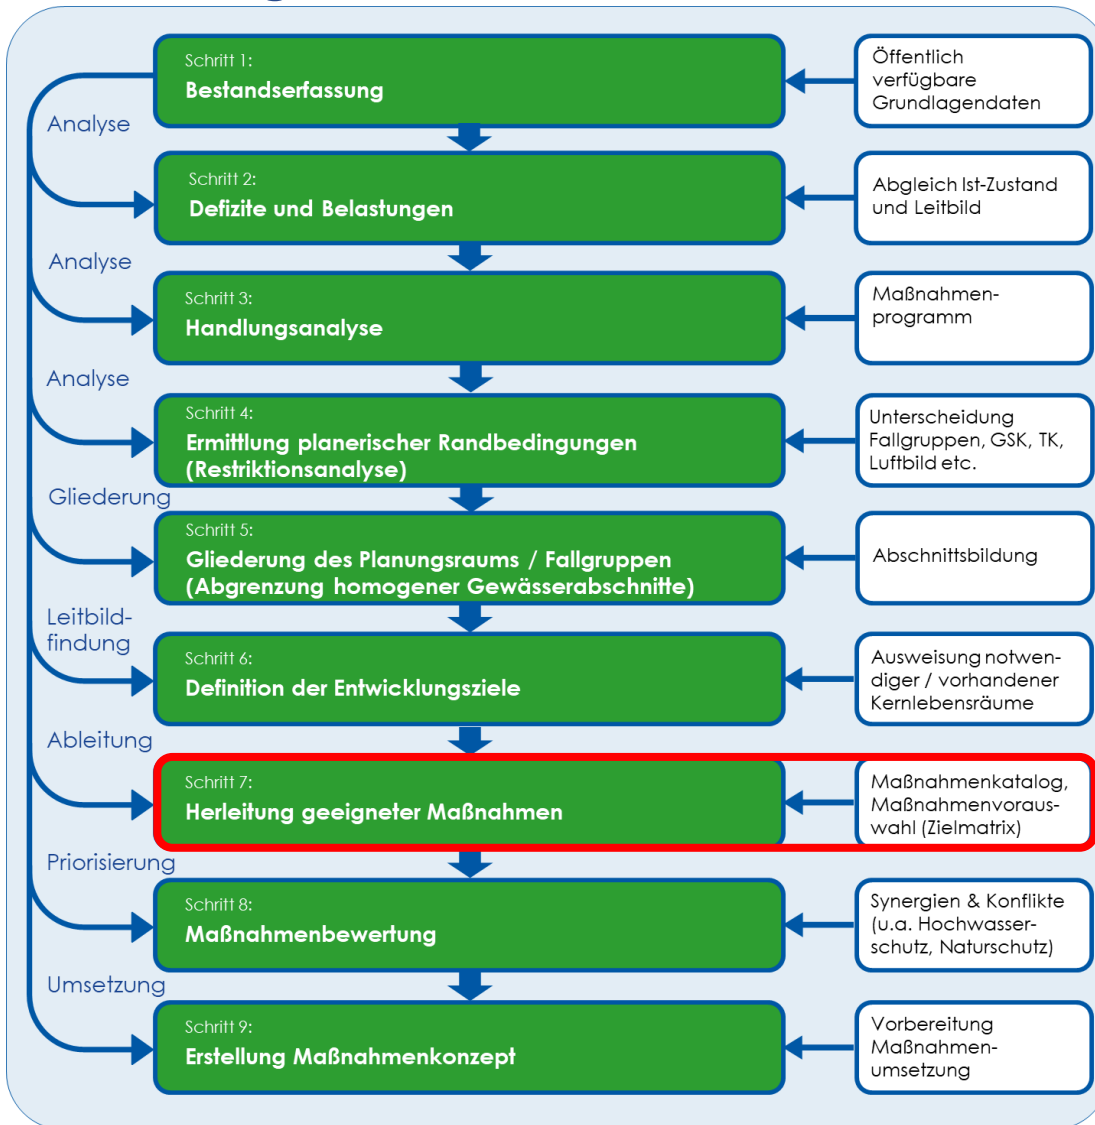 Schritt 1:
Bestandserfassung
Öffentlich
verfügbare
Grundlagendaten
Analyse
Schritt 2:
Defizite und Belastungen
Abgleich Ist-Zustand
und Leitbild
Analyse
Schritt 3:
Handlungsanalyse
Maßnahmen-
programm
Analyse
Schritt 4:
Ermittlung planerischer Randbedingungen
(Restriktionsanalyse)
Unterscheidung
Fallgruppen, GSK, TK,
Luftbild etc.
Gliederung
Schritt 5:
Gliederung des Planungsraums / Fallgruppen
(Abgrenzung homogener Gewässerabschnitte)
Abschnittsbildung
Leitbild-
findung
Schritt 6:
Definition der Entwicklungsziele
Ausweisung notwen-
diger / vorhandener
Kernlebensräume
Ableitung
Schritt 7:
Herleitung geeigneter Maßnahmen
Maßnahmenkatalog,
Maßnahmenvoraus-
wahl (Zielmatrix)
Priorisierung
Schritt 8:
Maßnahmenbewertung
Synergien & Konflikte
(u.a. Hochwasser-
schutz, Naturschutz)
Umsetzung
Schritt 9:
Erstellung Maßnahmenkonzept
Vorbereitung
Maßnahmen-
umsetzung